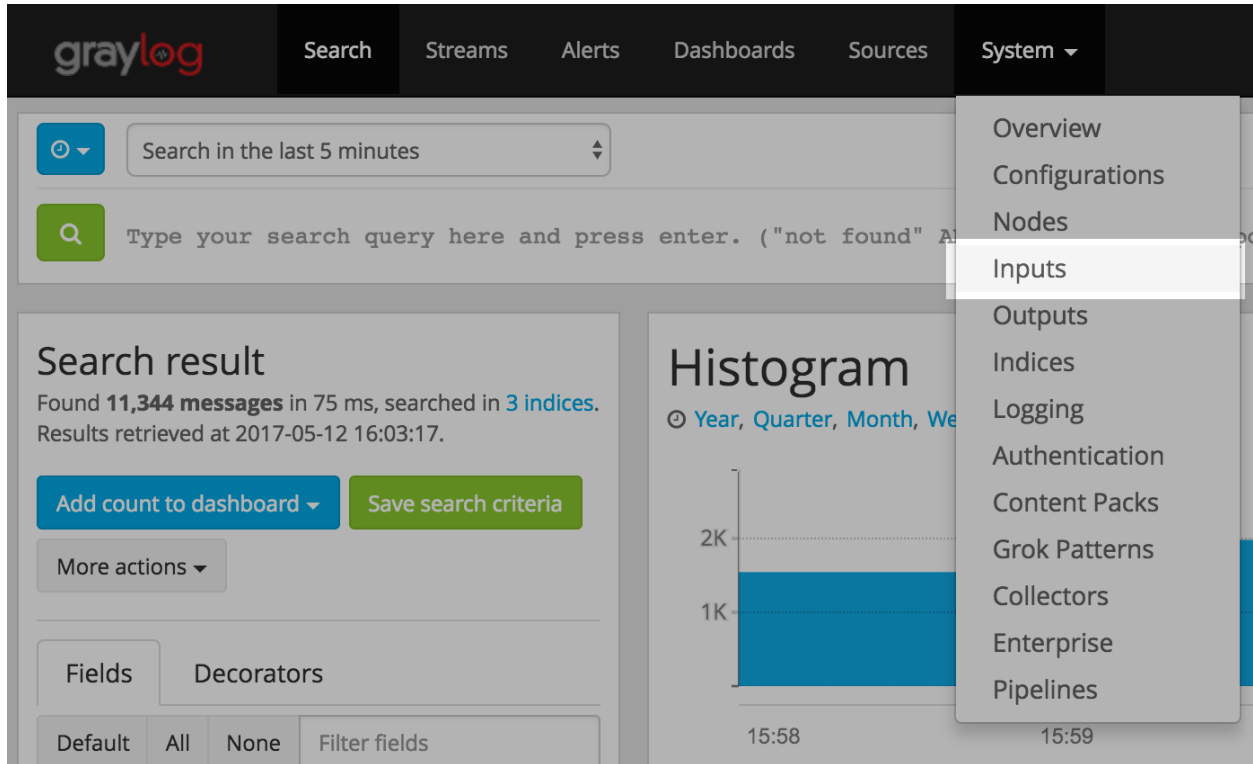 graylog Search Streams Alerts Dashboards Sources System
Search in the last 5 minutes
Type your search query here and press enter. ("not found"
Overview
Configurations
Nodes
Inputs
Outputs
Indices
Logging
Authentication
Content Packs
Grok Patterns
Collectors
Enterprise
Pipelines
Search result
Found 11,344 messages in 75 ms, searched in 3 indices.
Results retrieved at 2017-05-12 16:03:17.
Add count to dashboard Save search criteria
More actions
Fields Decorators
Default All None Filter fields
Histogram
Year, Quarter, Month, We
2K
1K
15:58 15:59